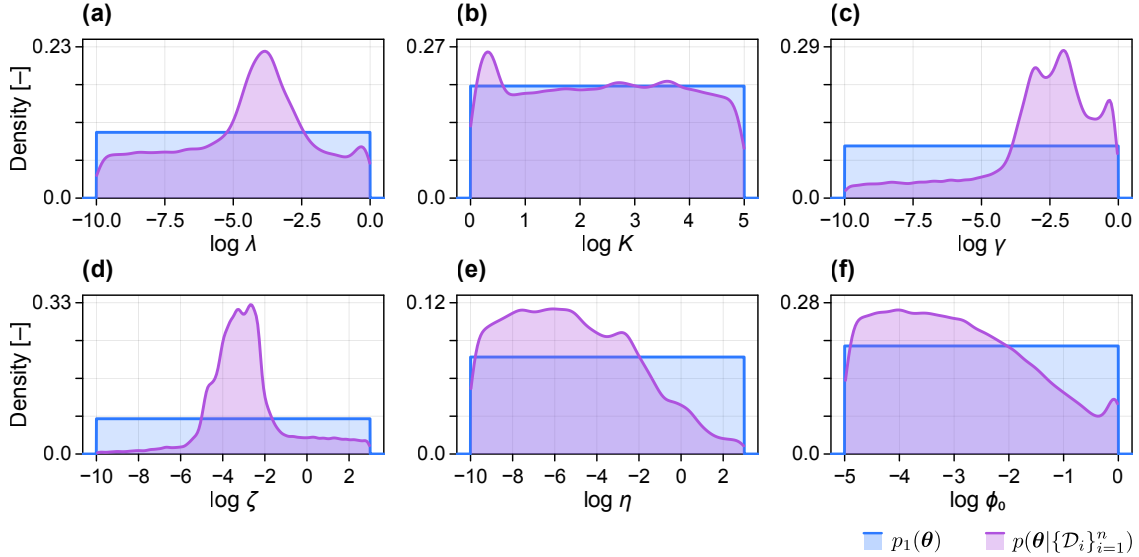 (a) (b) (c)
Density [–]
0.23
0.0
−10.0 −7.5 −5.0 −2.5 0.0
log λ
0.27
0.0
0 1 2 3 4 5
log K
0.29
0.0
−10.0 −7.5 −5.0 −2.5 0.0
log γ
(d) (e) (f)
Density [–]
0.33
0.0
−10 −8 −6 −4 −2 0 2
log ζ
0.12
0.0
−10 −8 −6 −4 −2 0 2
log η
0.28
0.0
−5 −4 −3 −2 −1 0
log ϕ₀
p₁(θ) p(θ|{𝒟ᵢ}ⁿᵢ₌₁)